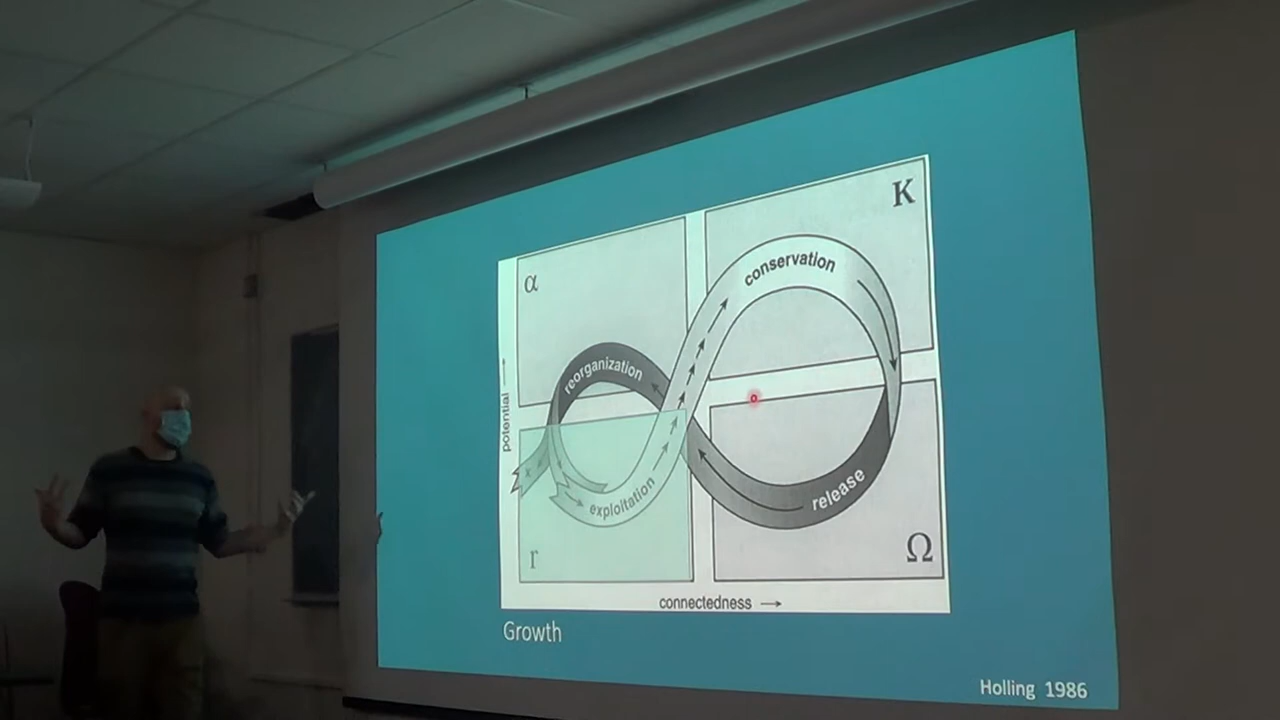 α
K
conservation
reorganization
potential
exploitation
release
r
Ω
connectedness
Growth
Holling 1986